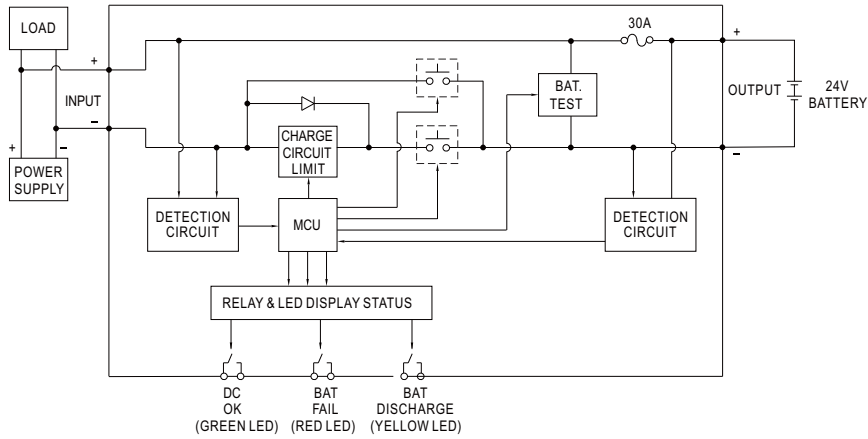 LOAD
30A
+
+
+
INPUT
BAT.
TEST
OUTPUT
24V
BATTERY
CHARGE
CIRCUIT
LIMIT
–
+
–
–
–
POWER
SUPPLY
DETECTION
CIRCUIT
MCU
DETECTION
CIRCUIT
RELAY & LED DISPLAY STATUS
DC
OK
(GREEN LED)
BAT
FAIL
(RED LED)
BAT
DISCHARGE
(YELLOW LED)